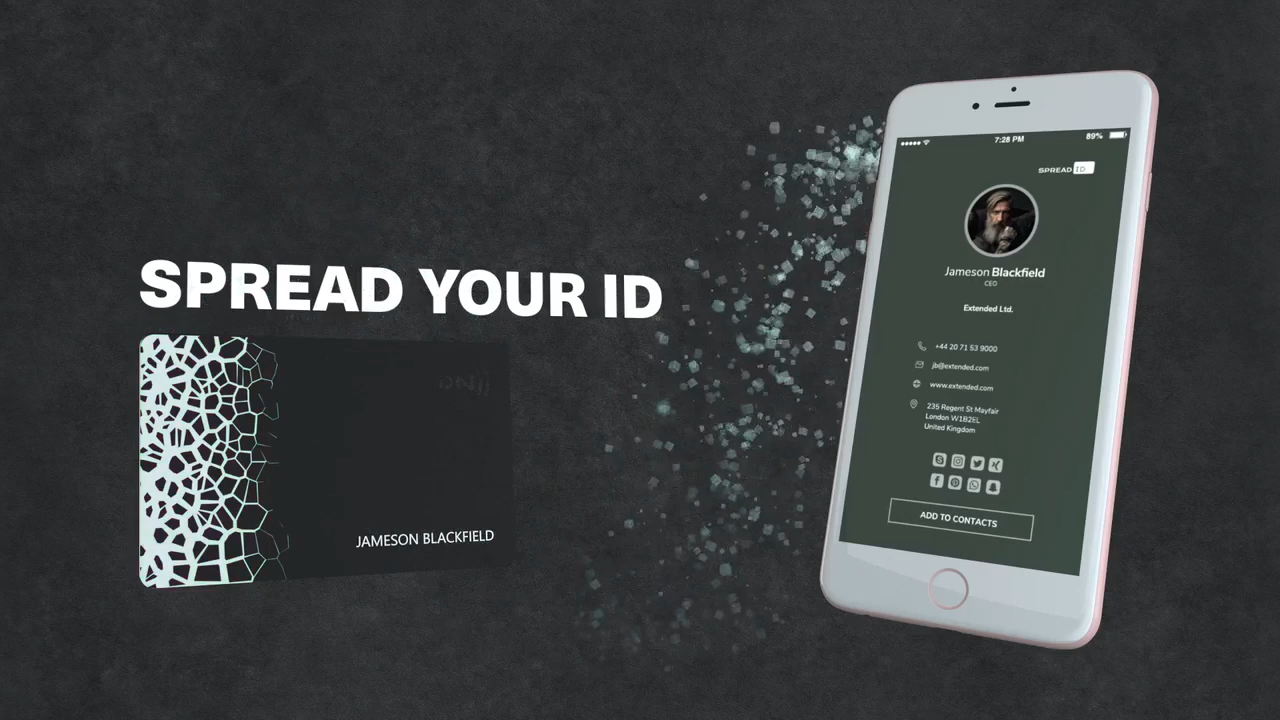 SPREAD YOUR ID
JAMESON BLACKFIELD
7:28 PM
89%
SPREAD ID
Jameson Blackfield
CEO
Extended Ltd.
+44 20 71 53 9000
jb@extended.com
www.extended.com
235 Regent St Mayfair
London W1B2EL
United Kingdom
ADD TO CONTACTS